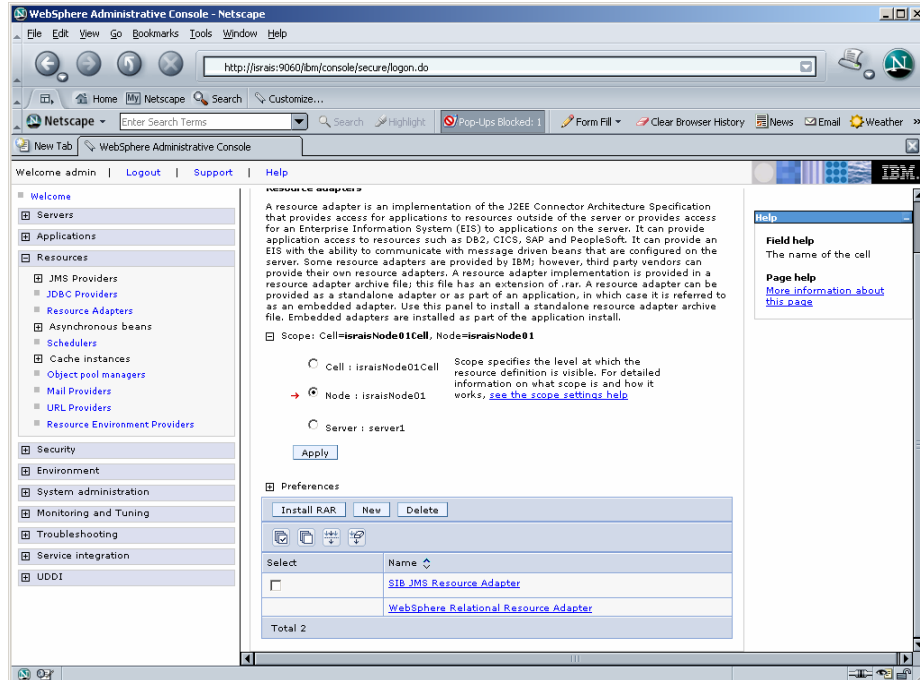 WebSphere Administrative Console - Netscape
File Edit View Go Bookmarks Tools Window Help
http://israis:9060/ibm/console/secure/logon.do
Home My Netscape Search Customize...
Netscape Enter Search Terms Search Highlight Pop-Ups Blocked: 1 Form Fill Clear Browser History News Email Weather »
New Tab WebSphere Administrative Console
Welcome admin | Logout | Support | Help IBM.
Welcome
Servers
Applications
Resources
JMS Providers
JDBC Providers
Resource Adapters
Asynchronous beans
Schedulers
Cache instances
Object pool managers
Mail Providers
URL Providers
Resource Environment Providers
Security
Environment
System administration
Monitoring and Tuning
Troubleshooting
Service integration
UDDI
Resource adapters
A resource adapter is an implementation of the J2EE Connector Architecture Specification
that provides access for applications to resources outside of the server or provides access
for an Enterprise Information System (EIS) to applications on the server. It can provide
application access to resources such as DB2, CICS, SAP and PeopleSoft. It can provide an
EIS with the ability to communicate with message driven beans that are configured on the
server. Some adapters are provided by IBM; however, third party vendors can
provide their own resource adapters. A resource adapter implementation is provided in a
resource adapter archive file; this file has an extension of .rar. A resource adapter can be
provided as a standalone adapter or as part of an application, in which case it is referred to
as an embedded adapter. Use this panel to install a standalone resource adapter archive
file. Embedded adapters are installed as part of the application install.
Scope: Cell=israisNode01Cell, Node=israisNode01
Cell : israisNode01Cell
Node : israisNode01
Server : server1
Scope specifies the level at which the
resource definition is visible. For detailed
information on what scope is and how it
works, see the scope settings help
Apply
Preferences
Install RAR New Delete
Select Name
SIB JMS Resource Adapter
WebSphere Relational Resource Adapter
Total 2
Help
Field help
The name of the cell
Page help
More information about
this page